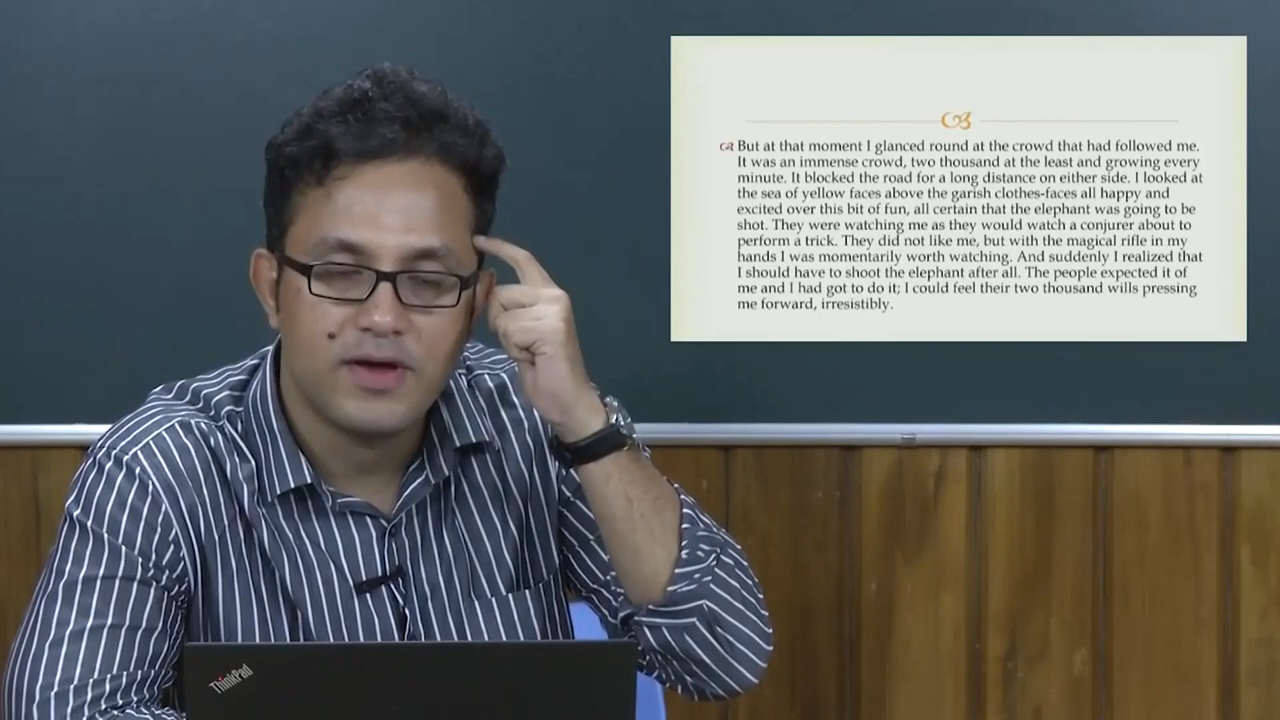 But at that moment I glanced round at the crowd that had followed me.
It was an immense crowd, two thousand at the least and growing every
minute. It blocked the road for a long distance on either side. I looked at
the sea of yellow faces above the garish clothes-faces all happy and
excited over this bit of fun, all certain that the elephant was going to be
shot. They were watching me as they would watch a conjurer about to
perform a trick. They did not like me, but with the magical rifle in my
hands I was momentarily worth watching. And suddenly I realized that
I should have to shoot the elephant after all. The people expected it of
me and I had got to do it; I could feel their two thousand wills pressing
me forward, irresistibly.
ThinkPad